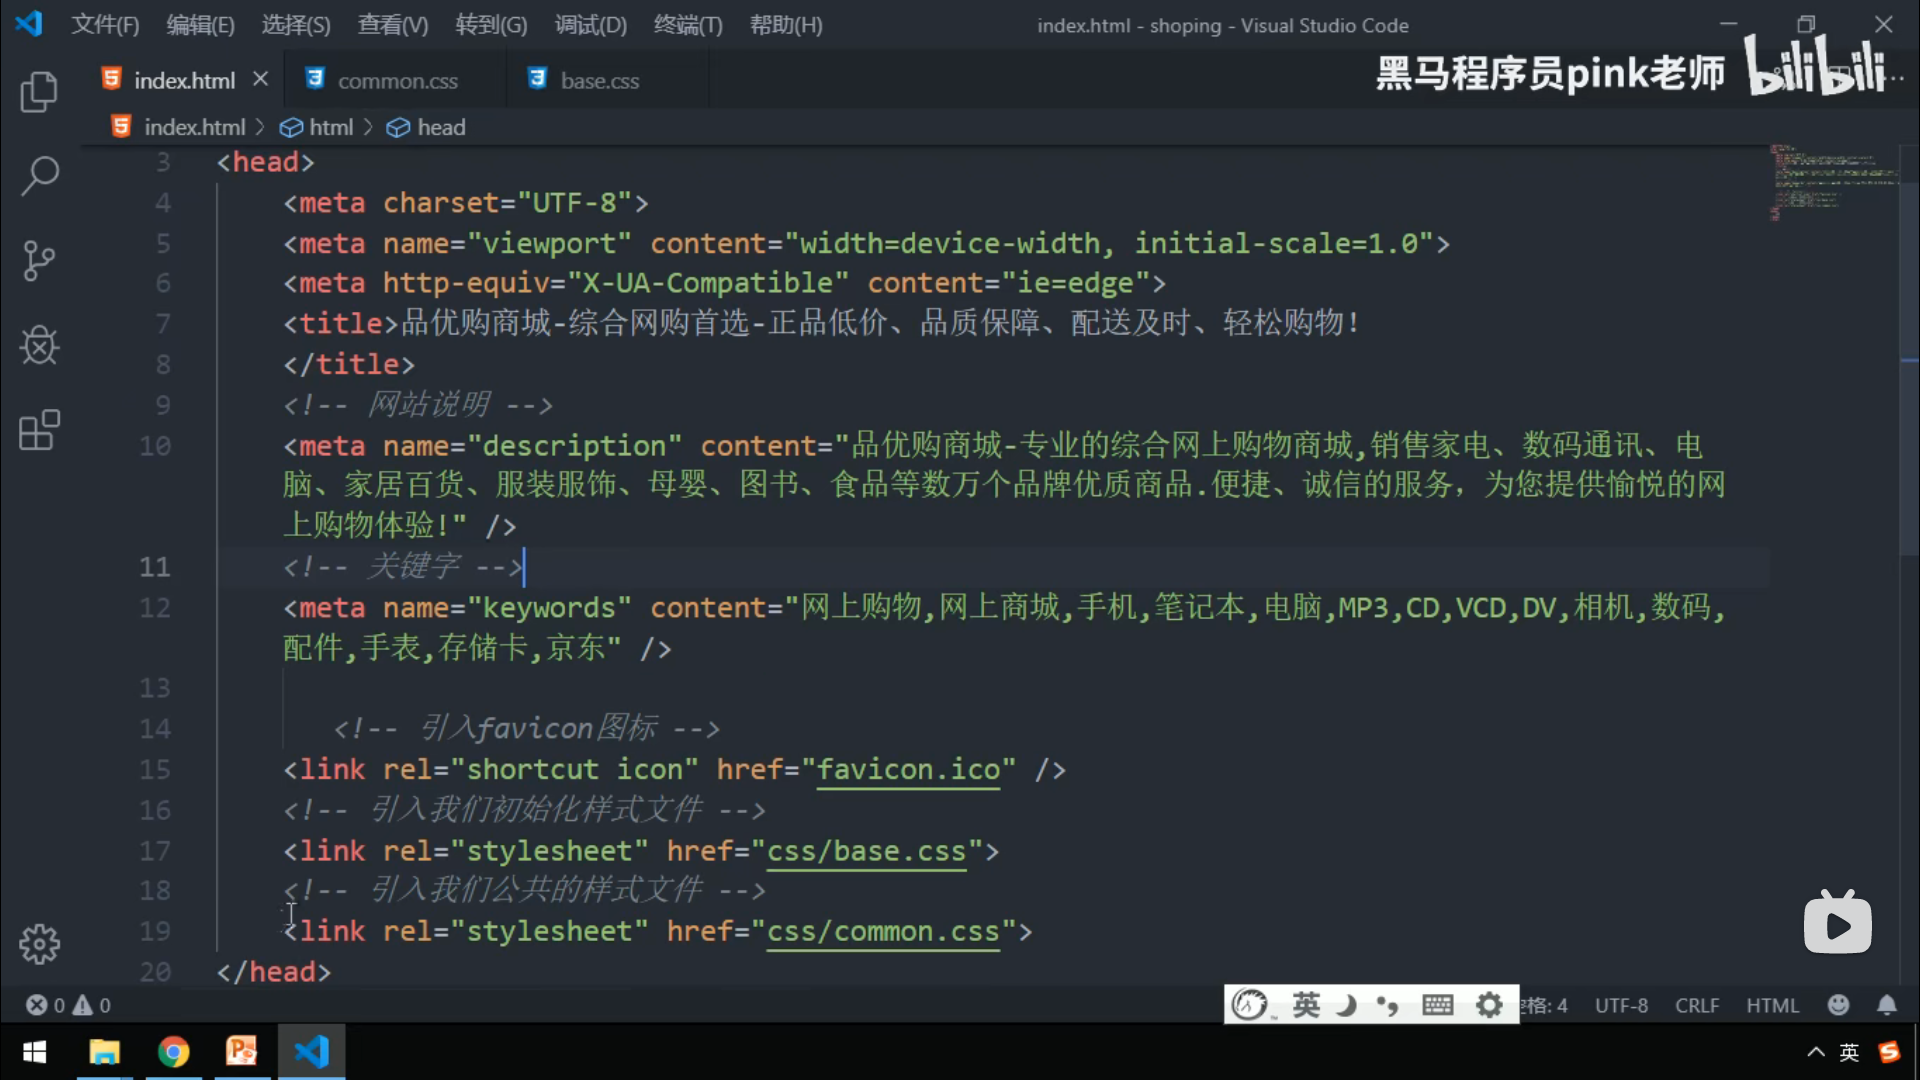 文件(F) 编辑(E) 选择(S) 查看(V) 转到(G) 调试(D) 终端(T) 帮助(H) index.html - shoping - Visual Studio Code
index.html common.css base.css
黑马程序员pink老师 bilibili
index.html > html > head
3 <head>
4 <meta charset="UTF-8">
5 <meta name="viewport" content="width=device-width, initial-scale=1.0">
6 <meta http-equiv="X-UA-Compatible" content="ie=edge">
7 <title>品优购商城-综合网购首选-正品低价、品质保障、配送及时、轻松购物!
8 </title>
9 <!-- 网站说明 -->
10 <meta name="description" content="品优购商城-专业的综合网上购物商城,销售家电、数码通讯、电
脑、家居百货、服装服饰、母婴、图书、食品等数万个品牌优质商品.便捷、诚信的服务，为您提供愉悦的网
上购物体验!" />
11 <!-- 关键字 -->
12 <meta name="keywords" content="网上购物,网上商城,手机,笔记本,电脑,MP3,CD,VCD,DV,相机,数码,
配件,手表,存储卡,京东" />
13
14 <!-- 引入favicon图标 -->
15 <link rel="shortcut icon" href="favicon.ico" />
16 <!-- 引入我们初始化样式文件 -->
17 <link rel="stylesheet" href="css/base.css">
18 <!-- 引入我们公共的样式文件 -->
19 <link rel="stylesheet" href="css/common.css">
20 </head>
0 0 英 格: 4 UTF-8 CRLF HTML
英